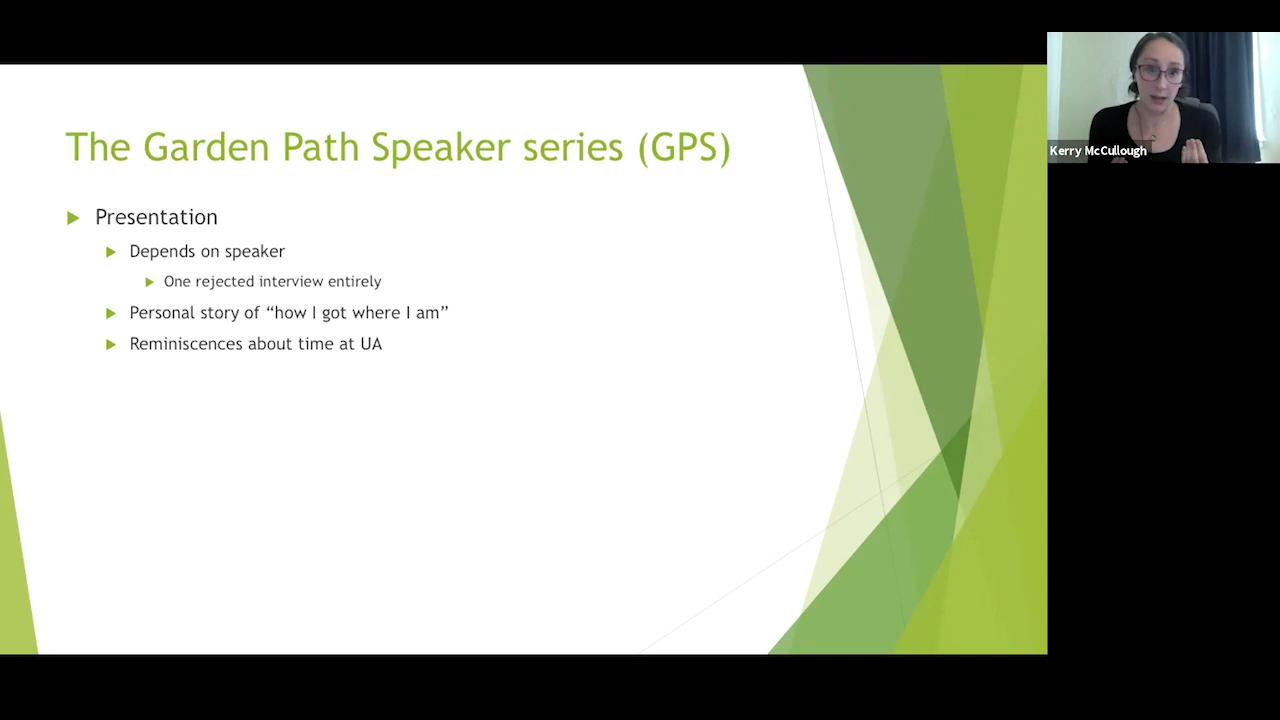 The Garden Path Speaker series (GPS)
Presentation
Depends on speaker
One rejected interview entirely
Personal story of “how I got where I am”
Reminiscences about time at UA
Kerry McCullough